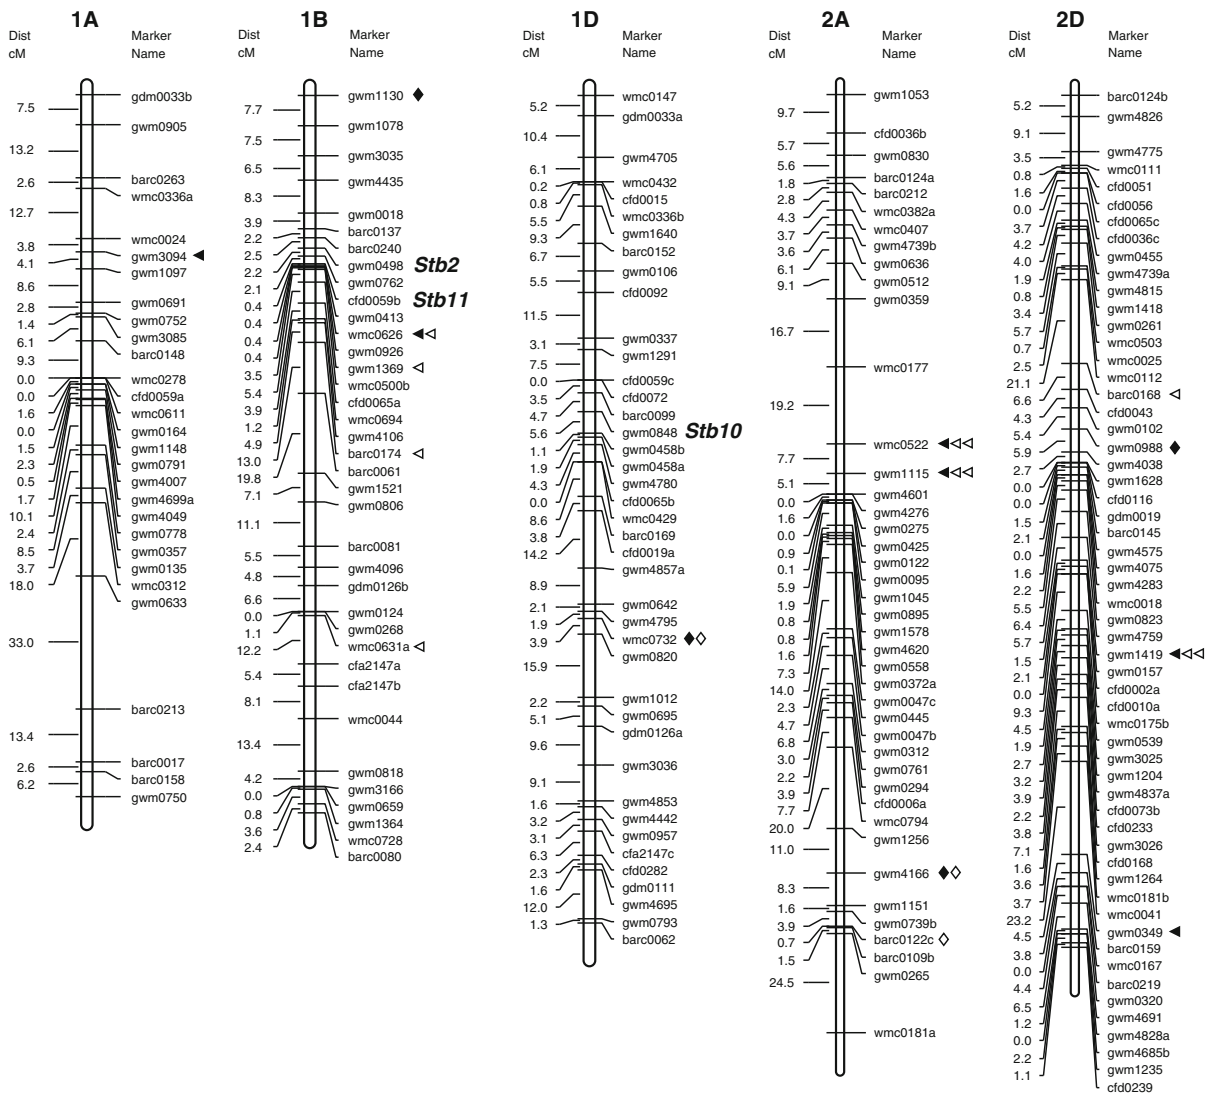 1A
Dist
cM
7.5
13.2
2.6
12.7
3.8
4.1
8.6
2.8
1.4
6.1
9.3
0.0
0.0
1.6
0.0
1.5
2.3
0.5
1.7
10.1
2.4
8.5
3.7
18.0
33.0
13.4
2.6
6.2
Marker
Name
gdm0033b
gwm0905
barc0263
wmc0336a
wmc0024
gwm3094
gwm1097
gwm0691
gwm0752
gwm3085
barc0148
wmc0278
cfd0059a
wmc0611
gwm0164
gwm1148
gwm0791
gwm4007
gwm4699a
gwm4049
gwm0778
gwm0357
gwm0135
wmc0312
gwm0633
barc0213
barc0017
barc0158
gwm0750
1B
Dist
cM
7.7
7.5
6.5
8.3
3.9
2.2
2.5
2.2
2.1
0.4
0.4
0.4
0.4
3.5
5.4
3.9
1.2
4.9
13.0
19.8
7.1
11.1
5.5
4.8
6.6
0.0
1.1
12.2
5.4
8.1
13.4
4.2
0.0
0.8
3.6
2.4
Marker
Name
gwm1130
gwm1078
gwm3035
gwm4435
gwm0018
barc0137
barc0240
gwm0498 Stb2
gwm0762
cfd0059b Stb11
gwm0413
wmc0626
gwm0926
gwm1369
wmc0500b
cfd0065a
wmc0694
gwm4106
barc0174
barc0061
gwm1521
gwm0806
barc0081
gwm4096
gdm0126b
gwm0124
gwm0268
wmc0631a
cfa2147a
cfa2147b
wmc0044
gwm0818
gwm3166
gwm0659
gwm1364
wmc0728
barc0080
1D
Dist
cM
5.2
10.4
6.1
0.2
0.8
5.5
9.3
6.7
5.5
11.5
3.1
7.5
0.0
3.5
4.7
5.6
1.1
1.9
4.3
0.0
8.6
3.8
14.2
8.9
2.1
1.9
3.9
15.9
2.2
5.1
9.6
9.1
1.6
3.2
3.1
6.3
2.3
1.6
12.0
1.3
Marker
Name
wmc0147
gdm0033a
gwm4705
wmc0432
cfd0015
wmc0336b
gwm1640
barc0152
gwm0106
cfd0092
gwm0337
gwm1291
cfd0059c
cfd0072
barc0099
gwm0848 Stb10
gwm0458b
gwm0458a
gwm4780
cfd0065b
wmc0429
barc0169
cfd0019a
gwm4857a
gwm0642
gwm4795
wmc0732
gwm0820
gwm1012
gwm0695
gdm0126a
gwm3036
gwm4853
gwm4442
gwm0957
cfa2147c
cfd0282
gdm0111
gwm4695
gwm0793
barc0062
2A
Dist
cM
9.7
5.7
5.6
1.8
2.8
4.3
3.7
3.6
6.1
9.1
16.7
19.2
7.7
5.1
0.0
1.6
0.0
0.9
0.1
5.9
1.9
0.8
0.8
1.6
7.3
14.0
2.3
4.7
6.8
3.0
2.2
3.9
7.7
20.0
11.0
8.3
1.6
3.9
0.7
1.5
24.5
Marker
Name
gwm1053
cfd0036b
gwm0830
barc0124a
barc0212
wmc0382a
wmc0407
gwm4739b
gwm0636
gwm0512
gwm0359
wmc0177
wmc0522
gwm1115
gwm4601
gwm4276
gwm0275
gwm0425
gwm0122
gwm0095
gwm1045
gwm0895
gwm1578
gwm4620
gwm0558
gwm0372a
gwm0047c
gwm0445
gwm0047b
gwm0312
gwm0761
gwm0294
cfd0006a
wmc0794
gwm1256
gwm4166
gwm1151
gwm0739b
barc0122c
barc0109b
gwm0265
wmc0181a
2D
Dist
cM
5.2
9.1
3.5
0.8
1.6
0.0
3.7
4.2
4.0
1.9
0.8
3.4
5.7
0.7
2.5
21.1
6.6
4.3
5.4
5.9
2.7
0.0
0.0
1.5
2.1
0.0
1.6
2.2
5.5
6.4
5.7
1.5
2.1
0.0
9.3
4.5
1.9
2.7
3.2
3.9
2.2
3.8
7.1
1.6
3.6
3.7
23.2
4.5
3.8
0.0
4.4
6.5
1.2
0.0
2.2
1.1
Marker
Name
barc0124b
gwm4826
gwm4775
wmc0111
cfd0051
cfd0056
cfd0065c
cfd0036c
gwm0455
gwm4739a
gwm4815
gwm1418
gwm0261
wmc0503
wmc0025
wmc0112
barc0168
cfd0043
gwm0102
gwm0988
gwm4038
gwm1628
cfd0116
gdm0019
barc0145
gwm4575
gwm4075
gwm4283
wmc0018
gwm0823
gwm4759
gwm1419
gwm0157
cfd0002a
cfd0010a
wmc0175b
gwm0539
gwm3025
gwm1204
gwm4837a
cfd0073b
cfd0233
gwm3026
cfd0168
gwm1264
wmc0181b
wmc0041
gwm0349
barc0159
wmc0167
barc0219
gwm0320
gwm4691
gwm4828a
gwm4685b
gwm1235
cfd0239